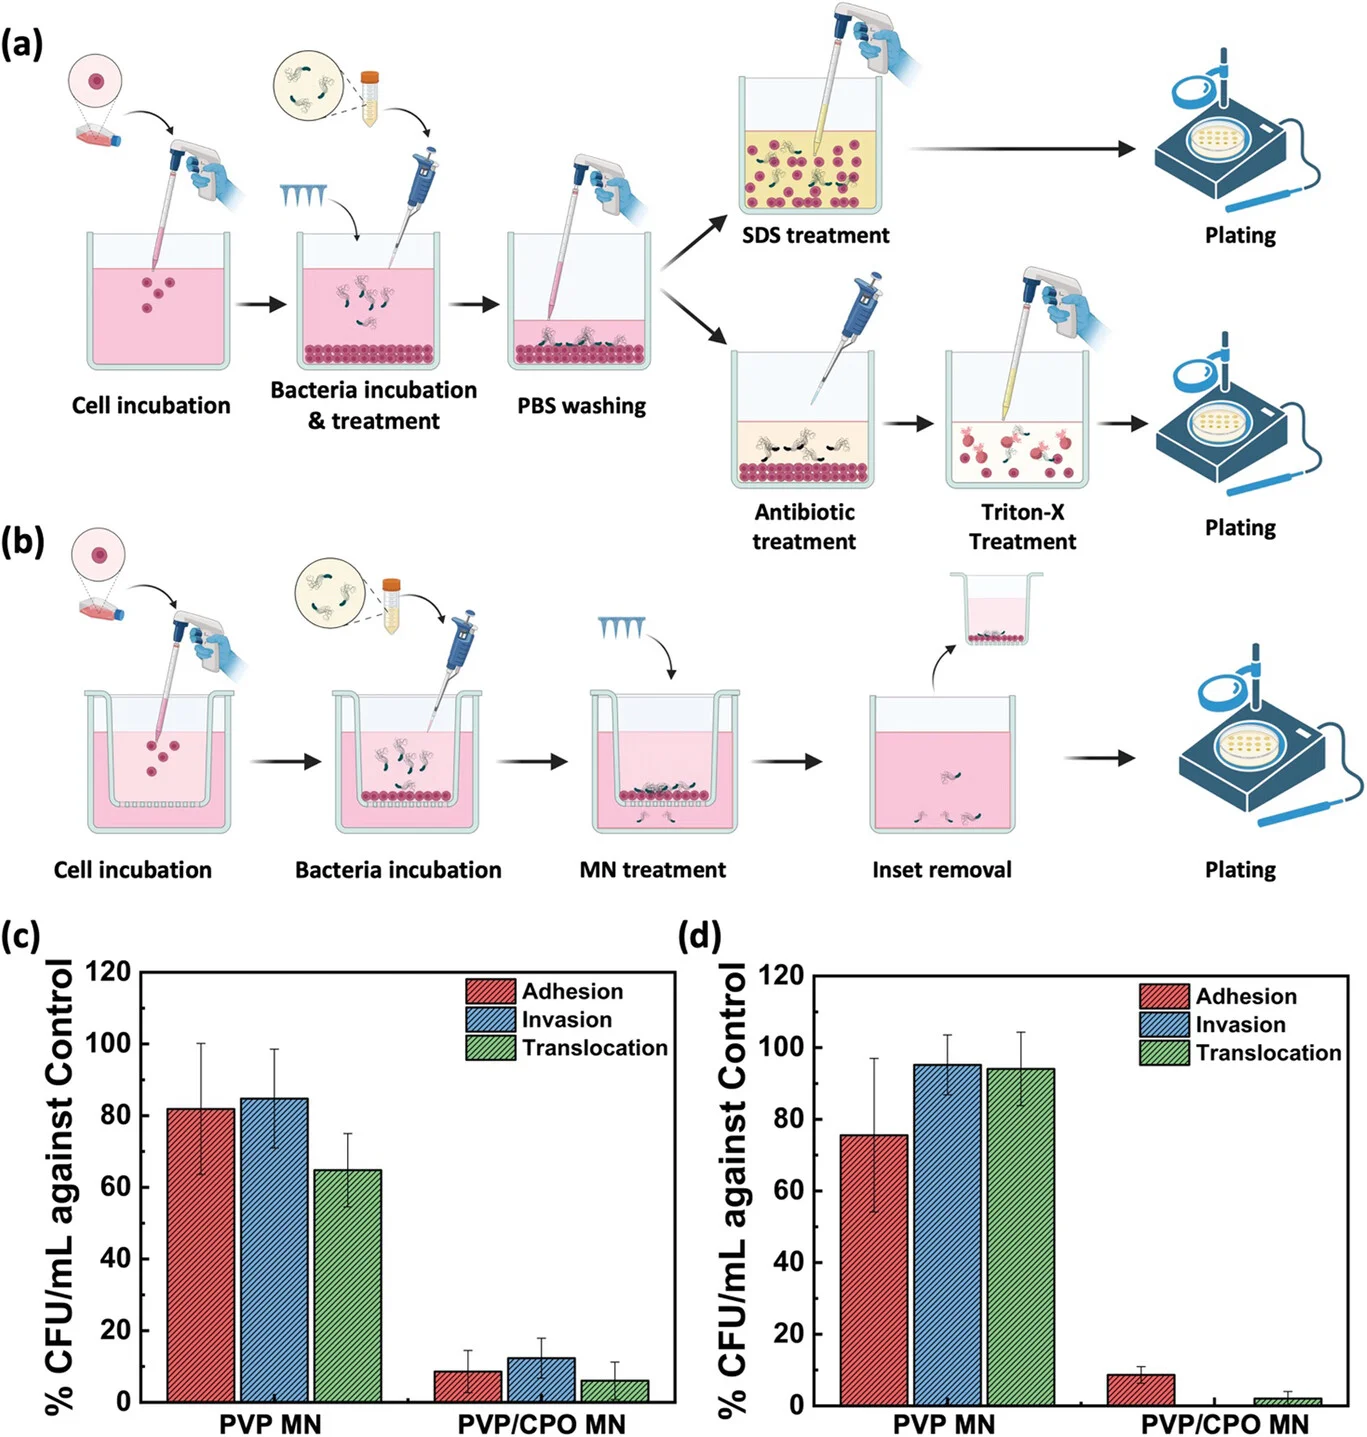 (a)
SDS treatment
Plating
Cell incubation
Bacteria incubation
& treatment
PBS washing
Antibiotic
treatment
Triton-X
Treatment
Plating
(b)
Cell incubation
Bacteria incubation
MN treatment
Inset removal
Plating
(c)
% CFU/mL against Control
120
100
80
60
40
20
0
Adhesion
Invasion
Translocation
PVP MN
PVP/CPO MN
(d)
% CFU/mL against Control
120
100
80
60
40
20
0
Adhesion
Invasion
Translocation
PVP MN
PVP/CPO MN